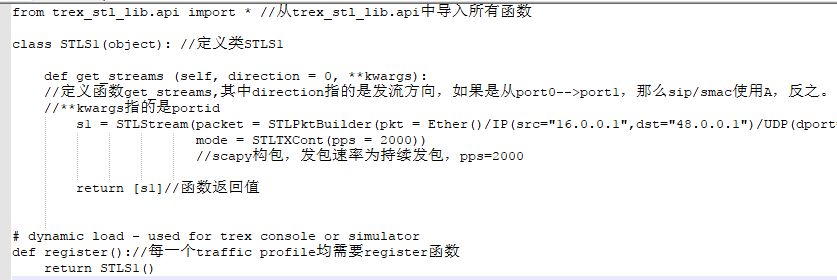 from trex_stl_lib.api import * //从trex_stl_lib.api中导入所有函数
class STLS1(object): //定义类STLS1
def get_streams (self, direction = 0, **kwargs):
//定义函数get_streams,其中direction指的是发流方向，如果是从port0-->port1，那么sip/smac使用A，反之。
//**kwargs指的是portid
s1 = STLStream(packet = STLPktBuilder(pkt = Ether()/IP(src="16.0.0.1",dst="48.0.0.1")/UDP(dport=
mode = STLTXCont(pps = 2000))
//scapy构包，发包速率为持续发包，pps=2000
return [s1]//函数返回值
# dynamic load - used for trex console or simulator
def register()://每一个traffic profile均需要register函数
return STLS1()